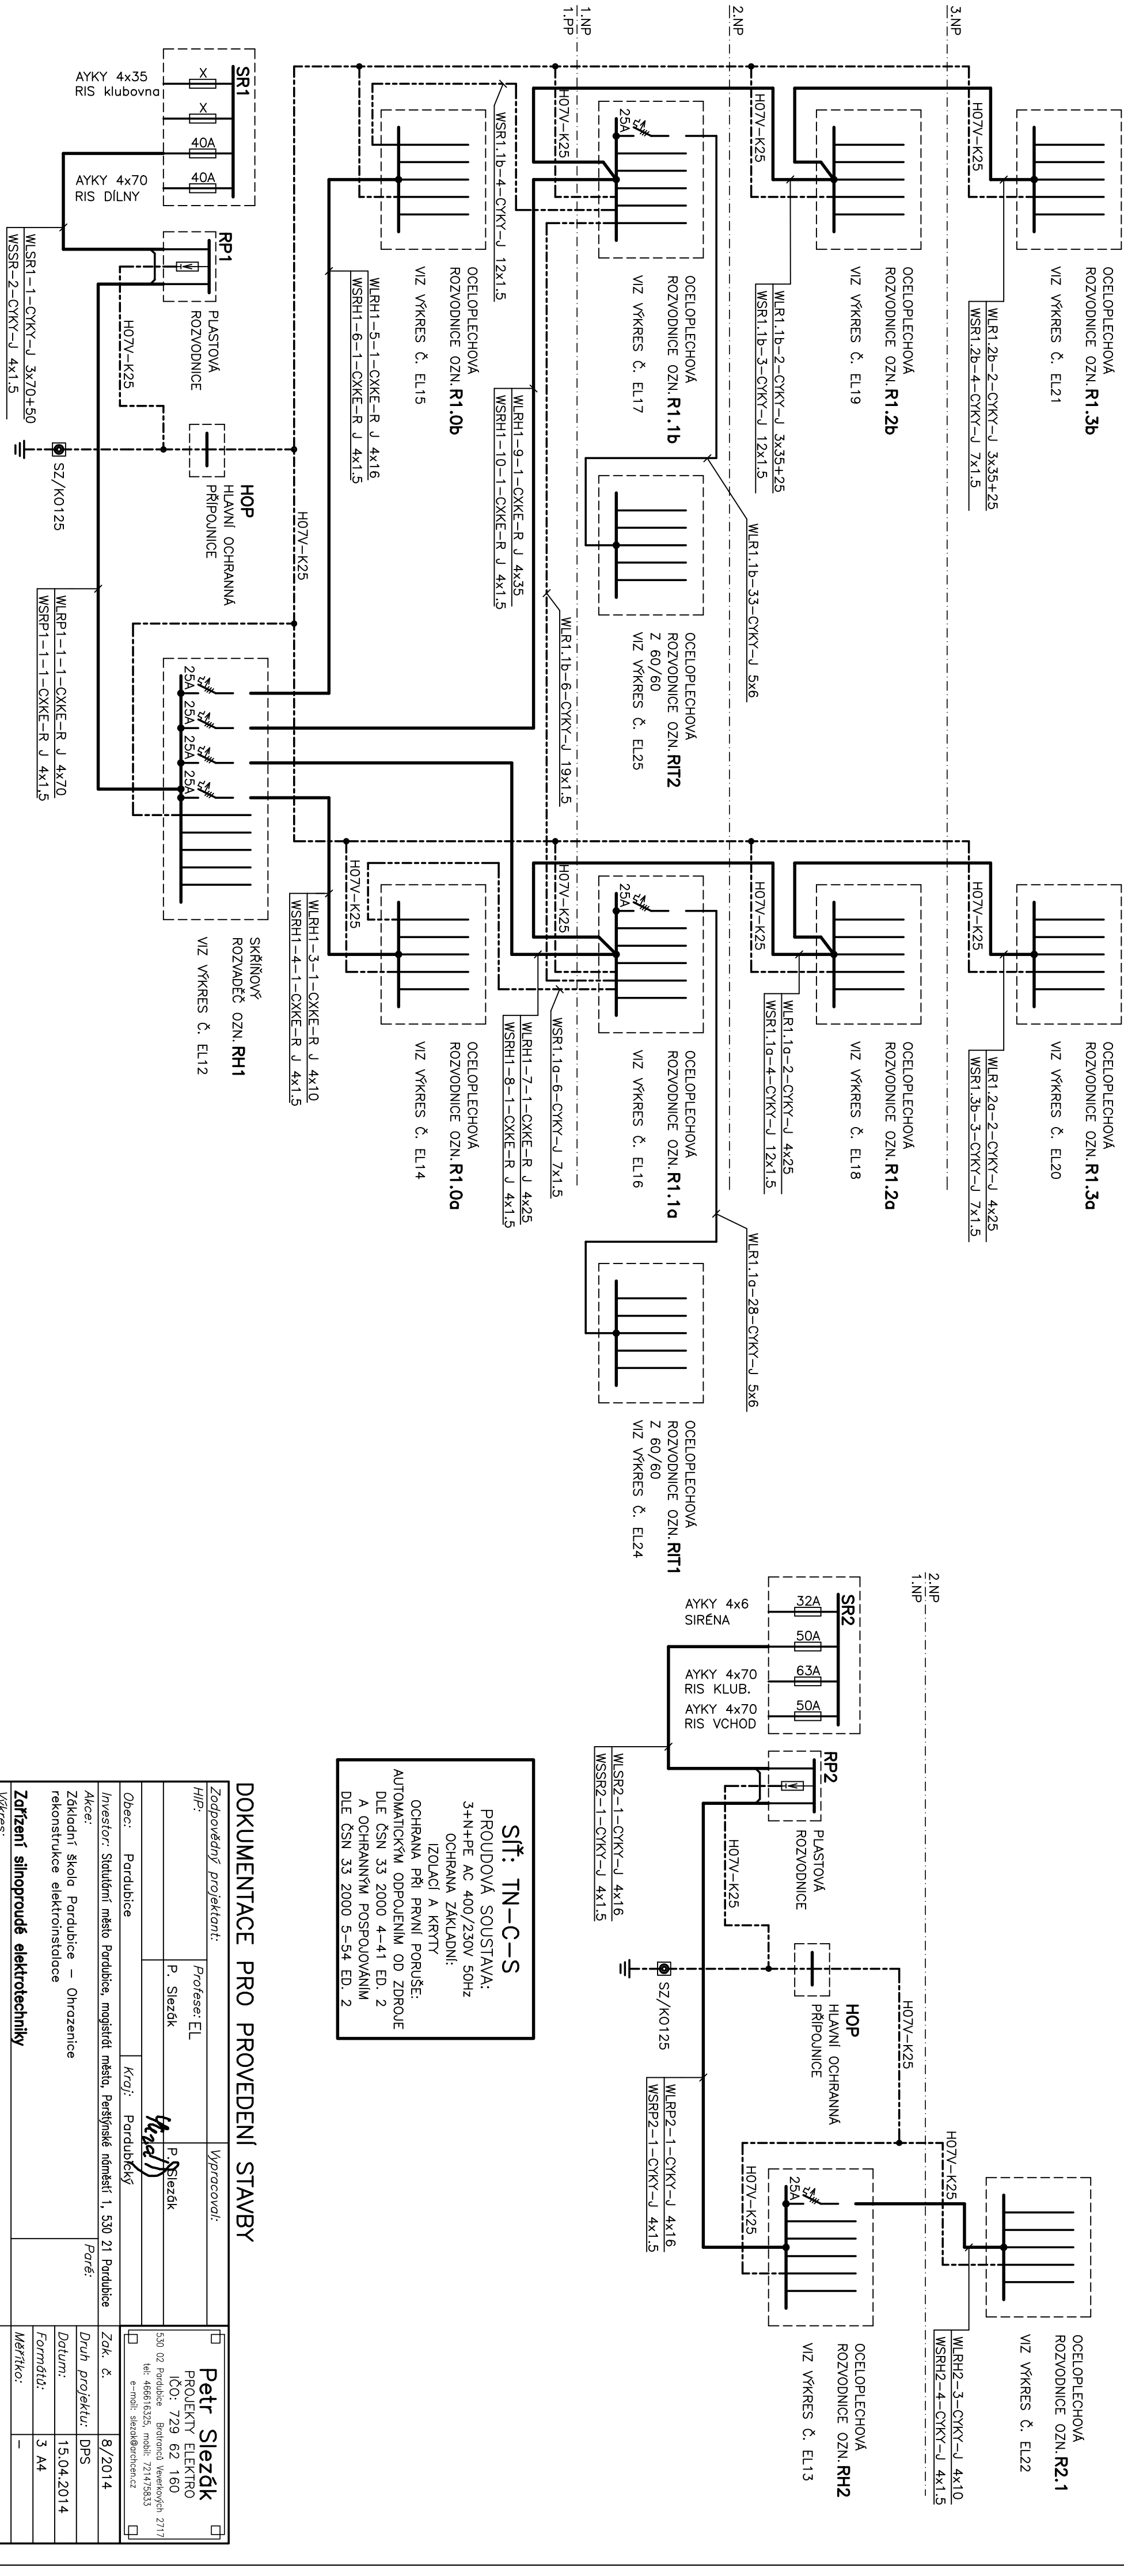 3.NP
2.NP
1.NP
1.PP
OCELOPLECHOVÁ
ROZVODNICE OZN. R1.3b
VIZ VÝKRES Č. EL21
H07V-K25
WLR1.2b-2-CYKY-J 3x35+25
WSR1.2b-4-CYKY-J 7x1.5
OCELOPLECHOVÁ
ROZVODNICE OZN. R1.2b
VIZ VÝKRES Č. EL19
H07V-K25
WLR1.1b-2-CYKY-J 3x35+25
WSR1.1b-3-CYKY-J 12x1.5
OCELOPLECHOVÁ
ROZVODNICE OZN. R1.1b
VIZ VÝKRES Č. EL17
25A
H07V-K25
WSR1.1b-4-CYKY-J 12x1.5
WLRH1-9-1-CXKE-R J 4x35
WSRH1-10-1-CXKE-R J 4x1.5
OCELOPLECHOVÁ
ROZVODNICE OZN. R1.0b
VIZ VÝKRES Č. EL15
WLRH1-5-1-CXKE-R J 4x16
WSRH1-6-1-CXKE-R J 4x1.5
WLR1.1b-33-CYKY-J 5x6
OCELOPLECHOVÁ
ROZVODNICE OZN. RIT2
Z 60/60
VIZ VÝKRES Č. EL25
WLR1.1b-6-CYKY-J 19x1.5
OCELOPLECHOVÁ
ROZVODNICE OZN. R1.3a
VIZ VÝKRES Č. EL20
H07V-K25
WLR1.2a-2-CYKY-J 4x25
WSR1.3b-3-CYKY-J 7x1.5
OCELOPLECHOVÁ
ROZVODNICE OZN. R1.2a
VIZ VÝKRES Č. EL18
H07V-K25
WLR1.1a-2-CYKY-J 4x25
WSR1.1a-4-CYKY-J 12x1.5
OCELOPLECHOVÁ
ROZVODNICE OZN. R1.1a
VIZ VÝKRES Č. EL16
25A
H07V-K25
WSR1.1a-6-CYKY-J 7x1.5
WLRH1-7-1-CXKE-R J 4x25
WSRH1-8-1-CXKE-R J 4x1.5
OCELOPLECHOVÁ
ROZVODNICE OZN. R1.0a
VIZ VÝKRES Č. EL14
H07V-K25
WLRH1-3-1-CXKE-R J 4x10
WSRH1-4-1-CXKE-R J 4x1.5
WLR1.1a-28-CYKY-J 5x6
OCELOPLECHOVÁ
ROZVODNICE OZN. RIT1
Z 60/60
VIZ VÝKRES Č. EL24
SR1
X
X
40A
40A
AYKY 4x35
RIS klubovna
AYKY 4x70
RIS DÍLNY
WLSR1-1-CYKY-J 3x70+50
WSSR-2-CYKY-J 4x1.5
RP1
PLASTOVÁ
ROZVODNICE
H07V-K25
HOP
HLAVNÍ OCHRANNÁ
PŘÍPOJNICE
SZ/KO125
H07V-K25
WLRP1-1-1-CXKE-R J 4x70
WSRP1-1-1-CXKE-R J 4x1.5
25A
25A
25A
25A
SKŘÍŇOVÝ
ROZVADĚČ OZN. RH1
VIZ VÝKRES Č. EL12
2.NP
1.NP
SR2
32A
50A
63A
50A
AYKY 4x6
SIRÉNA
AYKY 4x70
RIS KLUB.
AYKY 4x70
RIS VCHOD
WLSR2-1-CYKY-J 4x16
WSSR2-1-CYKY-J 4x1.5
RP2
PLASTOVÁ
ROZVODNICE
H07V-K25
HOP
HLAVNÍ OCHRANNÁ
PŘÍPOJNICE
SZ/KO125
H07V-K25
WLRP2-1-CYKY-J 4x16
WSRP2-1-CYKY-J 4x1.5
H07V-K25
H07V-K25
25A
OCELOPLECHOVÁ
ROZVODNICE OZN. RH2
VIZ VÝKRES Č. EL13
OCELOPLECHOVÁ
ROZVODNICE OZN. R2.1
VIZ VÝKRES Č. EL22
WLRH2-3-CYKY-J 4x10
WSRH2-4-CYKY-J 4x1.5
SÍŤ: TN-C-S
PROUDOVÁ SOUSTAVA:
3+N+PE AC 400/230V 50Hz
OCHRANA ZÁKLADNÍ:
IZOLACÍ A KRYTY
OCHRANA PŘI PRVNÍ PORUŠE:
AUTOMATICKÝM ODPOJENÍM OD ZDROJE
DLE ČSN 33 2000 4-41 ED. 2
A OCHRANNÝM POSPOJOVÁNÍM
DLE ČSN 33 2000 5-54 ED. 2
DOKUMENTACE PRO PROVEDENÍ STAVBY
Zodpovědný projektant:
Profese: EL
Vypracoval:
HIP:
P. Slezák
P. Slezák
Obec: Pardubice
Kraj: Pardubický
Investor: Statutární město Pardubice, magistrát města, Perštýnské náměstí 1, 530 21 Pardubice
Akce:
Základní škola Pardubice – Ohrazenice
rekonstrukce elektroinstalace
Paré:
Zařízení silnoproudé elektrotechniky
Výkres:
Petr Slezák
PROJEKTY ELEKTRO
IČO: 729 62 160
530 02 Pardubice Bratranců Veverkových 2717
tel: 466616325, mobil: 721475833
e-mail: slezak@archcen.cz
Zak. č. 8/2014
Druh projektu: DPS
Datum: 15.04.2014
Formátů: 3 A4
Měřítko: –